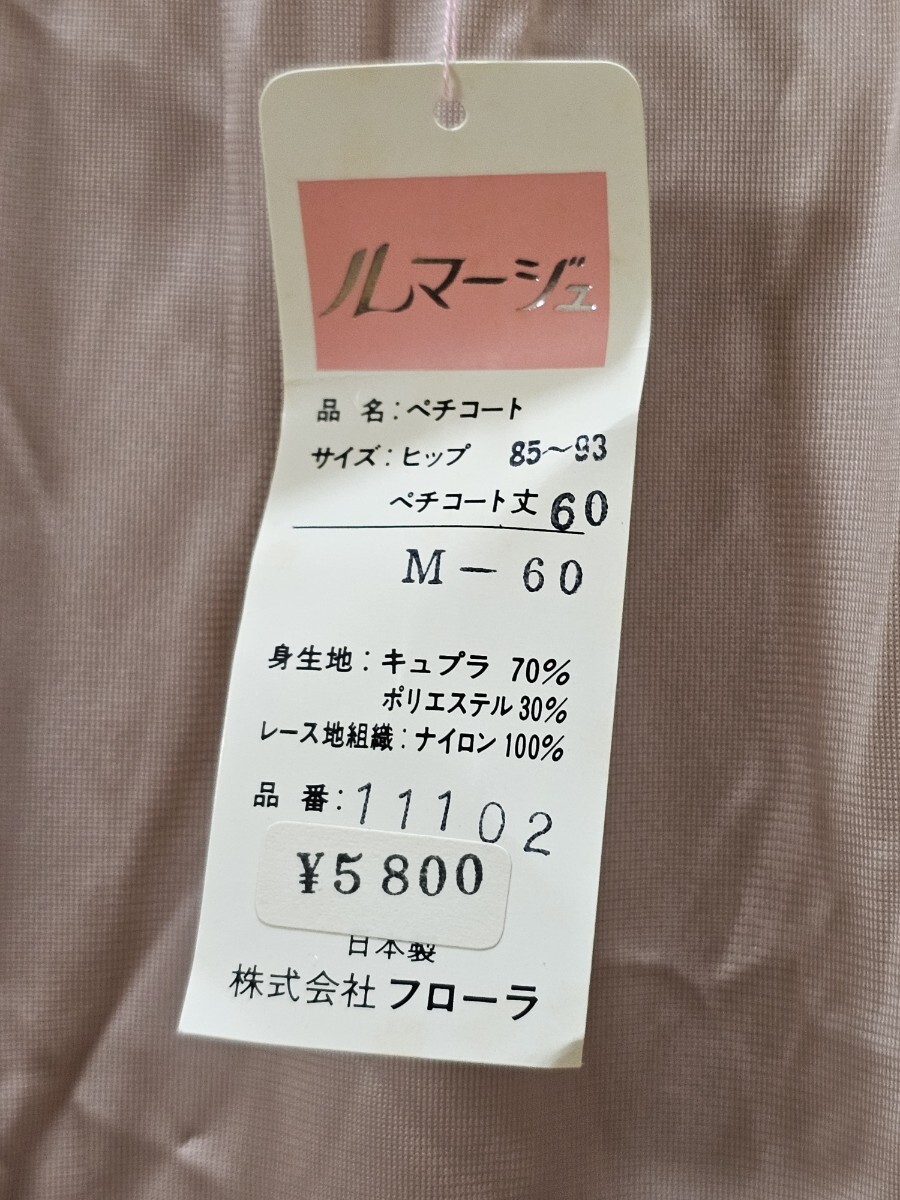 ルマージュ
品 名:ペチコート
サイズ:ヒップ 85〜93
ペチコート丈 60
M-60
身生地:キュプラ 70%
ポリエステル 30%
レース地組織:ナイロン 100%
品 番:11102
¥5800
日本製
株式会社 フローラ